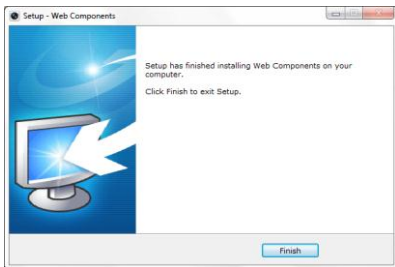 Setup - Web Components
Setup has finished installing Web Components on your
computer.
Click Finish to exit Setup.
Finish